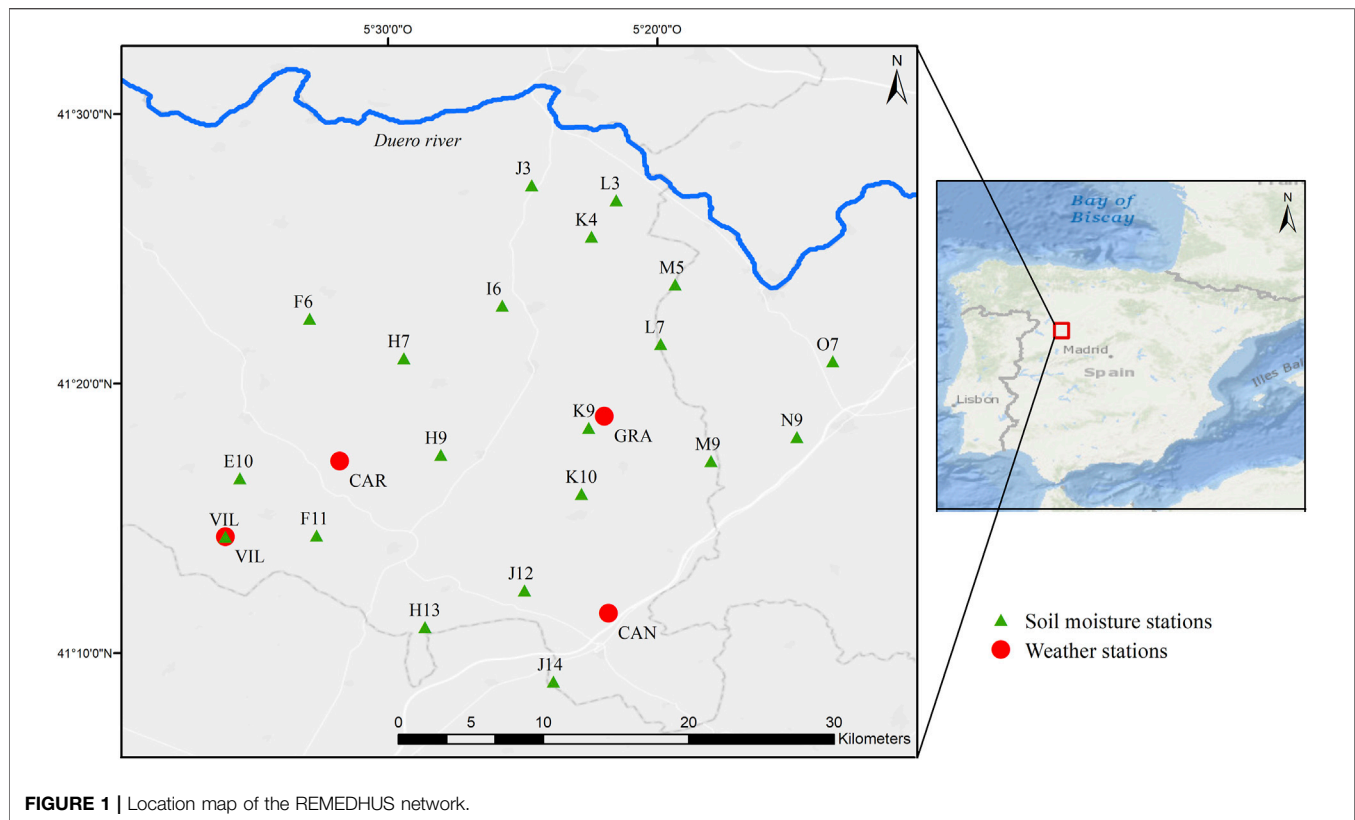 5°30'0"O
5°20'0"O
N
41°30'0"N
Duero river
J3
L3
K4
M5
I6
F6
L7
H7
O7
41°20'0"N
K9
GRA
N9
H9
M9
E10
CAR
K10
VIL
F11
VIL
J12
H13
CAN
41°10'0"N
J14
0 5 10 20 30
Kilometers
Bay of
Biscay
N
Madrid
Spain
Lisbon
Soil moisture stations
Weather stations
FIGURE 1 | Location map of the REMEDHUS network.